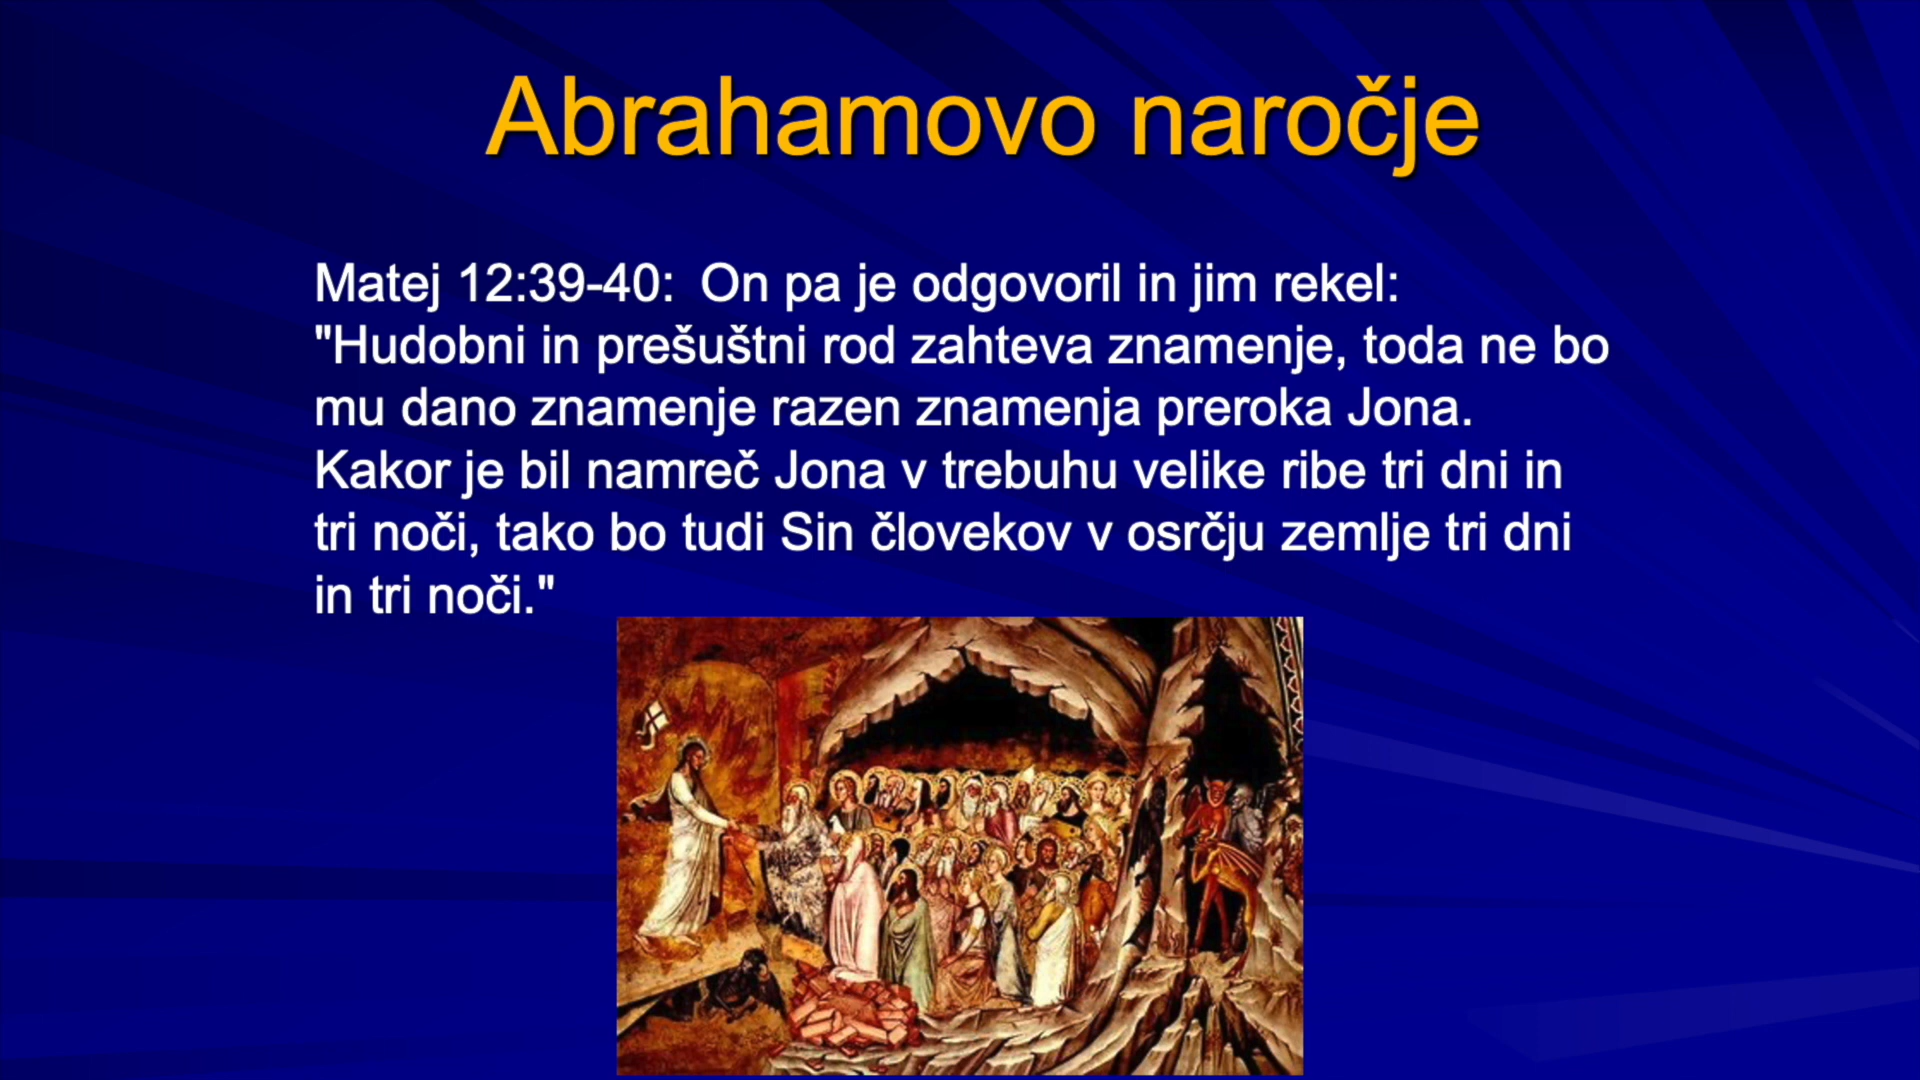 Abrahamovo naročje
Matej 12:39-40:  On pa je odgovoril in jim rekel:
"Hudobni in prešuštni rod zahteva znamenje, toda ne bo
mu dano znamenje razen znamenja preroka Jona.
Kakor je bil namreč Jona v trebuhu velike ribe tri dni in
tri noči, tako bo tudi Sin človekov v osrčju zemlje tri dni
in tri noči."